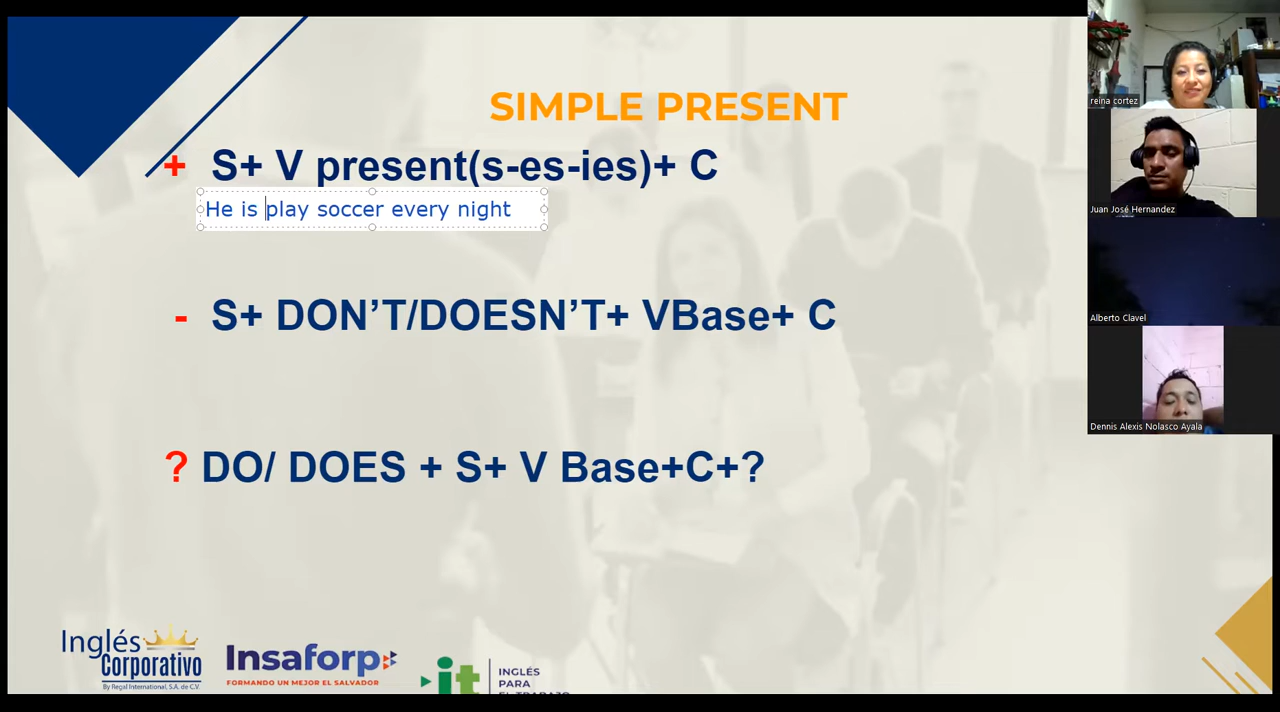 SIMPLE PRESENT
+ S+ V present(s-es-ies)+ C
He is play soccer every night
- S+ DON'T/DOESN'T+ VBase+ C
? DO/ DOES + S+ V Base+C+?
reina cortez
Juan José Hernandez
Alberto Clavel
Dennis Alexis Nolasco Ayala
Inglés
Corporativo
By Regal International, S.A. de C.V.
Insaforp
FORMANDO UN MEJOR EL SALVADOR
it
INGLÉS
PARA
EL TRABAJO